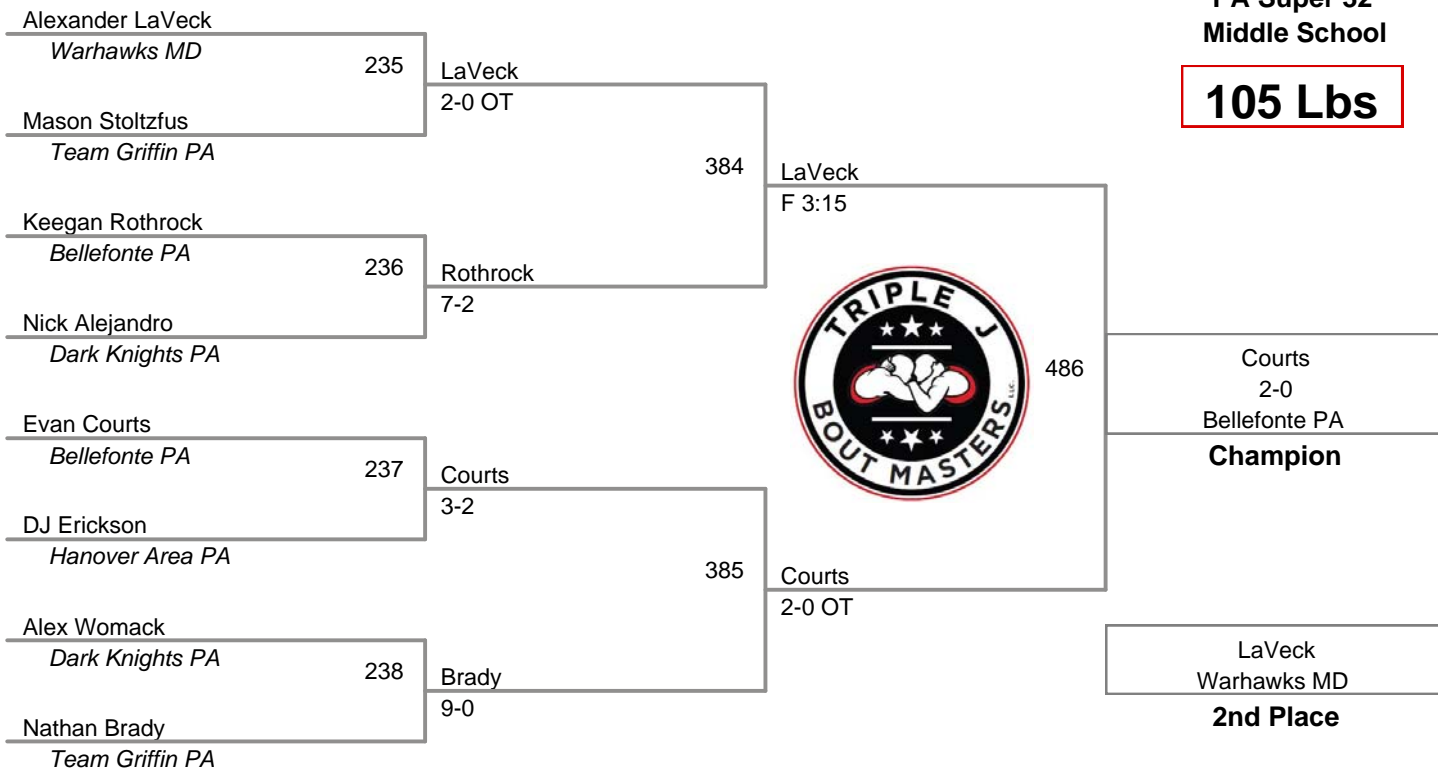 PA Super 32
Middle School
105 Lbs
Alexander LaVeck
Warhawks MD
235
LaVeck
2-0 OT
Mason Stoltzfus
Team Griffin PA
384
LaVeck
F 3:15
Keegan Rothrock
Bellefonte PA
236
Rothrock
7-2
Nick Alejandro
Dark Knights PA
TRIPLE J
BOUT MASTERS LLC.
486
Courts
2-0
Bellefonte PA
Champion
Evan Courts
Bellefonte PA
237
Courts
3-2
DJ Erickson
Hanover Area PA
385
Courts
2-0 OT
Alex Womack
Dark Knights PA
238
Brady
9-0
Nathan Brady
Team Griffin PA
LaVeck
Warhawks MD
2nd Place